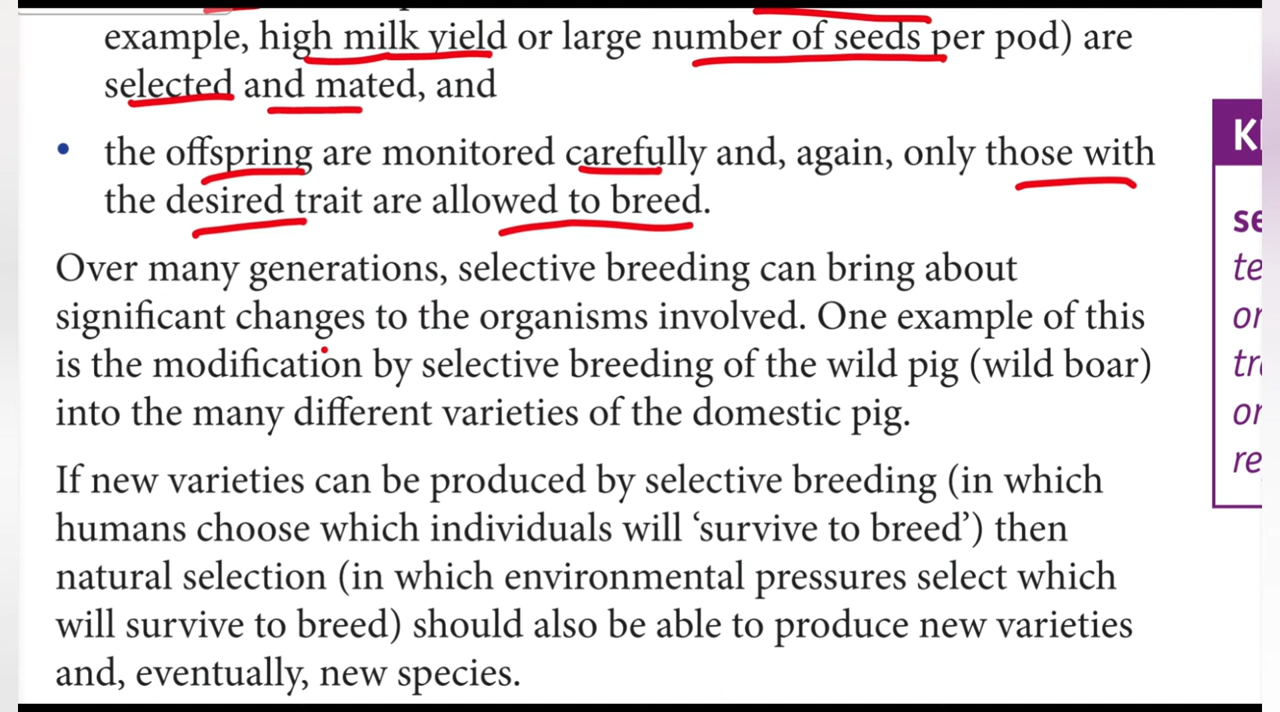 example, high milk yield or large number of seeds per pod) are
selected and mated, and
• the offspring are monitored carefully and, again, only those with
the desired trait are allowed to breed.
Over many generations, selective breeding can bring about
significant changes to the organisms involved. One example of this
is the modification by selective breeding of the wild pig (wild boar)
into the many different varieties of the domestic pig.
If new varieties can be produced by selective breeding (in which
humans choose which individuals will ‘survive to breed’) then
natural selection (in which environmental pressures select which
will survive to breed) should also be able to produce new varieties
and, eventually, new species.